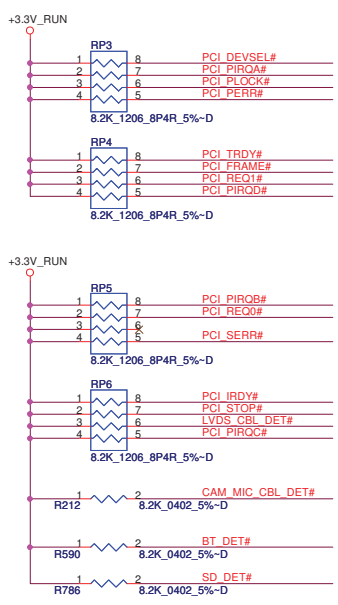 +3.3V_RUN
RP3
1 8 PCI_DEVSEL#
2 7 PCI_PIRQA#
3 6 PCI_PLOCK#
4 5 PCI_PERR#
8.2K_1206_8P4R_5%~D
RP4
1 8 PCI_TRDY#
2 7 PCI_FRAME#
3 6 PCI_REQ1#
4 5 PCI_PIRQD#
8.2K_1206_8P4R_5%~D
+3.3V_RUN
RP5
1 8 PCI_PIRQB#
2 7 PCI_REQ0#
3 6
4 5 PCI_SERR#
8.2K_1206_8P4R_5%~D
RP6
1 8 PCI_IRDY#
2 7 PCI_STOP#
3 6 LVDS_CBL_DET#
4 5 PCI_PIRQC#
8.2K_1206_8P4R_5%~D
1 2 CAM_MIC_CBL_DET#
R212 8.2K_0402_5%~D
1 2 BT_DET#
R590 8.2K_0402_5%~D
1 2 SD_DET#
R786 8.2K_0402_5%~D